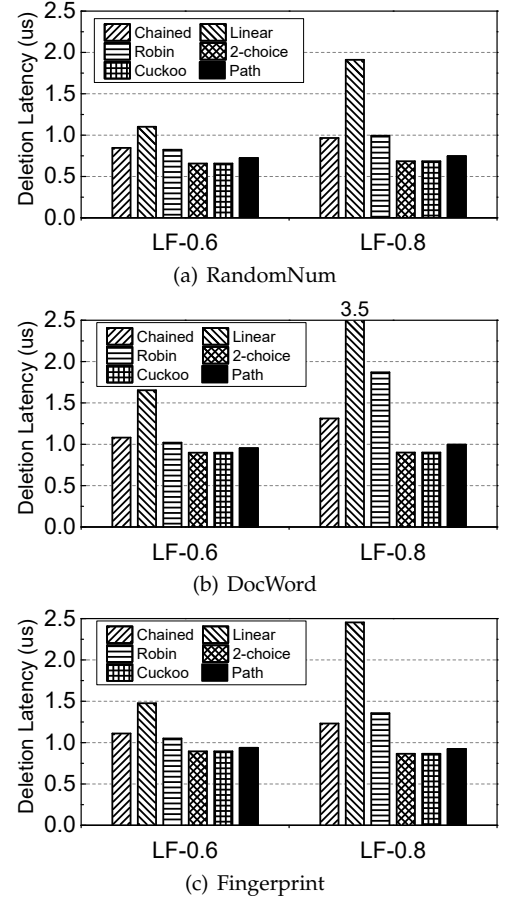 Deletion Latency (us)
2.5
2.0
1.5
1.0
0.5
0.0
Chained Linear
Robin 2-choice
Cuckoo Path
LF-0.6 LF-0.8
(a) RandomNum
Deletion Latency (us)
3.5
2.5
2.0
1.5
1.0
0.5
0.0
Chained Linear
Robin 2-choice
Cuckoo Path
LF-0.6 LF-0.8
(b) DocWord
Deletion Latency (us)
2.5
2.0
1.5
1.0
0.5
0.0
Chained Linear
Robin 2-choice
Cuckoo Path
LF-0.6 LF-0.8
(c) Fingerprint